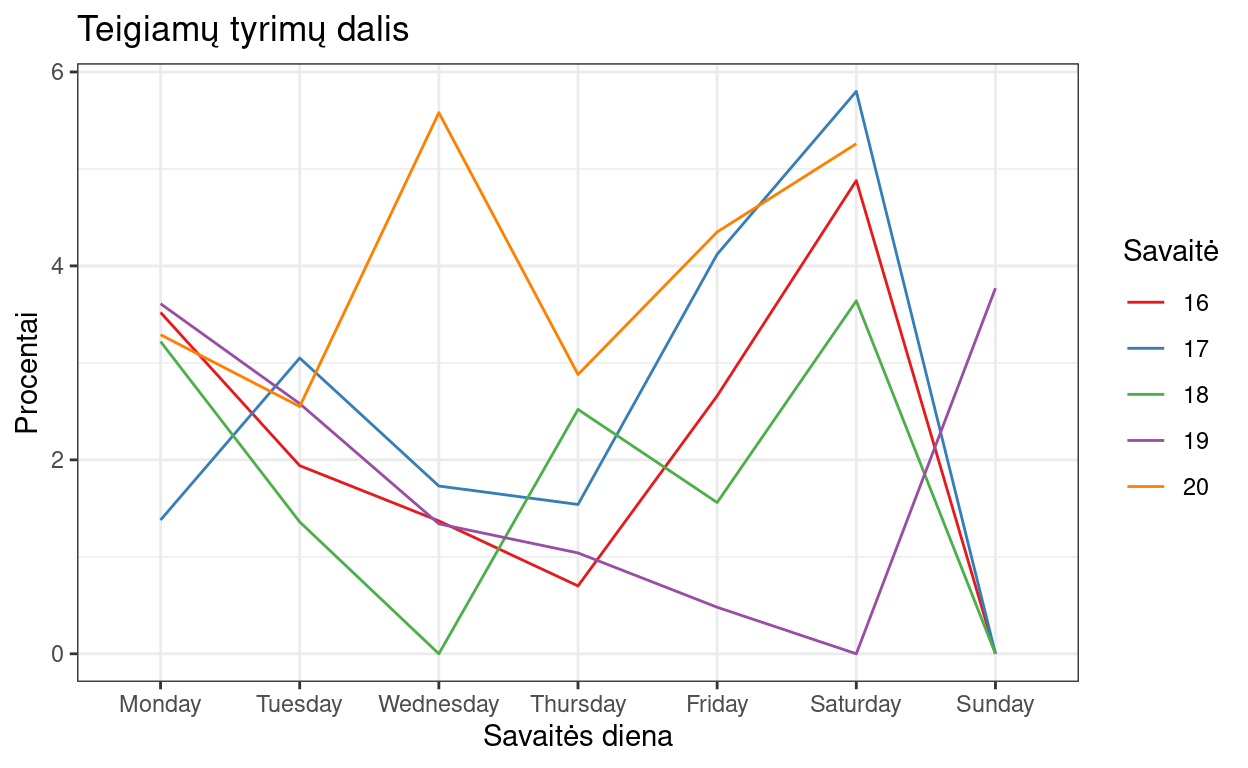 Teigiamų tyrimų dalis
Procentai
6
4
2
0
Monday Tuesday Wednesday Thursday Friday Saturday Sunday
Savaitės diena
Savaitė
16
17
18
19
20